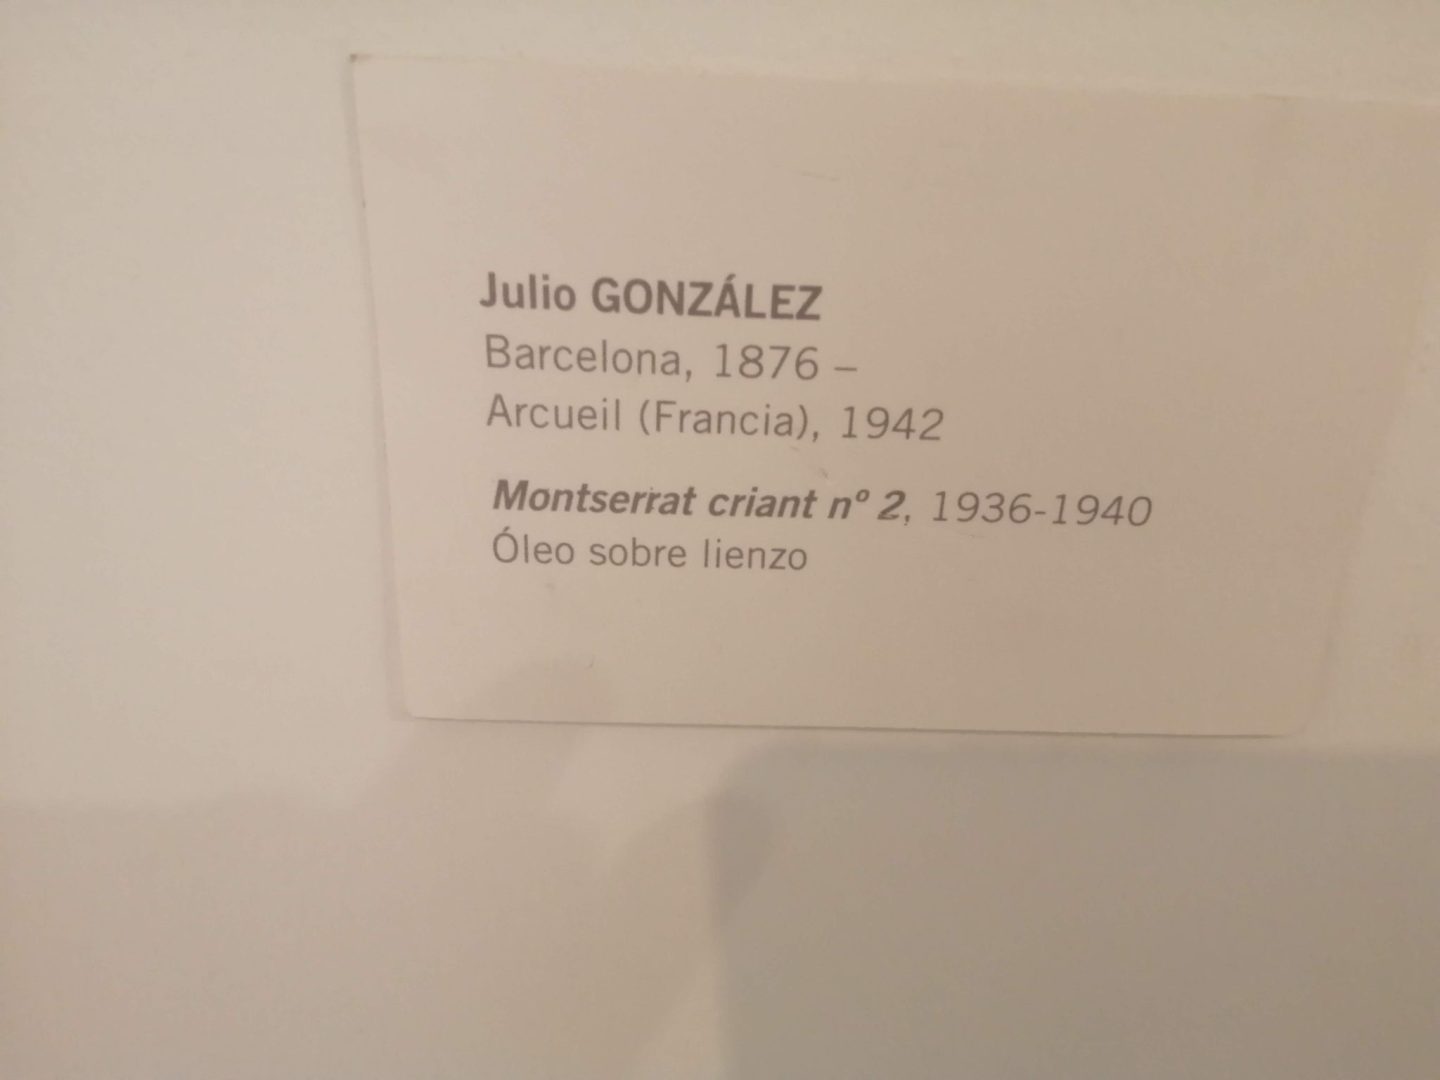 Julio GONZÁLEZ
Barcelona, 1876 –
Arcueil (Francia), 1942
Montserrat criant nº 2, 1936-1940
Óleo sobre lienzo